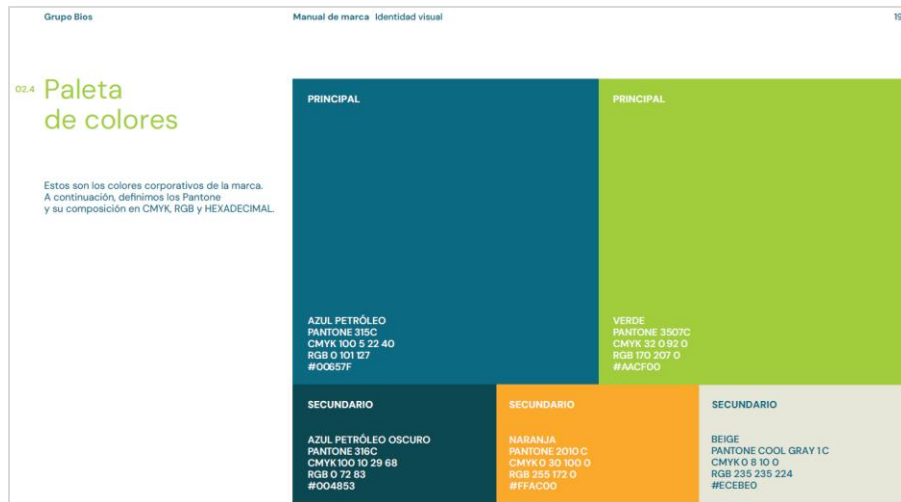 Grupo Bios
Manual de marca Identidad visual
19
02.4 Paleta
de colores
Estos son los colores corporativos de la marca.
A continuación, definimos los Pantone
y su composición en CMYK, RGB y HEXADECIMAL.
PRINCIPAL
AZUL PETRÓLEO
PANTONE 315C
CMYK 100 5 22 40
RGB 0 101 127
#00657F
PRINCIPAL
VERDE
PANTONE 3507C
CMYK 32 0 92 0
RGB 170 207 0
#AACF00
SECUNDARIO
AZUL PETRÓLEO OSCURO
PANTONE 316C
CMYK 100 10 29 68
RGB 0 72 83
#004853
SECUNDARIO
NARANJA
PANTONE 2010 C
CMYK 0 30 100 0
RGB 255 172 0
#FFAC00
SECUNDARIO
BEIGE
PANTONE COOL GRAY 1 C
CMYK 0 8 10 0
RGB 235 235 224
#ECEBE0